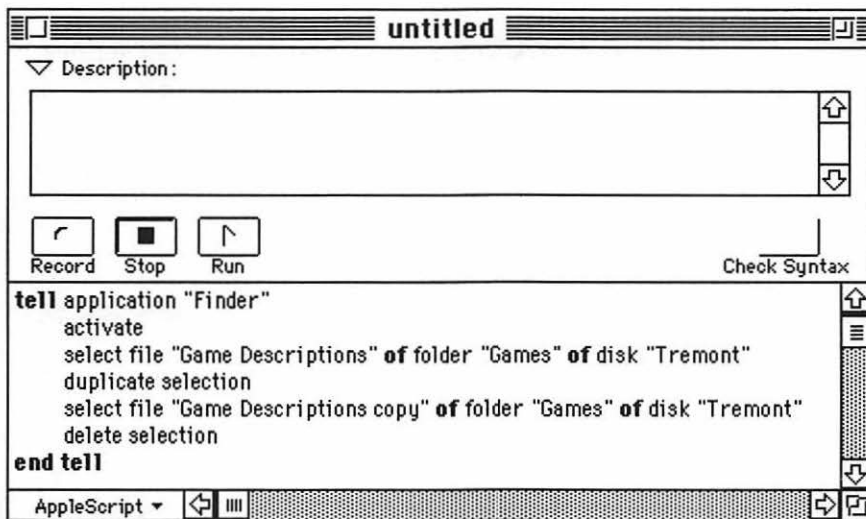 untitled
Description:
Record Stop Run Check Syntax
tell application "Finder"
activate
select file "Game Descriptions" of folder "Games" of disk "Tremont"
duplicate selection
select file "Game Descriptions copy" of folder "Games" of disk "Tremont"
delete selection
end tell
AppleScript